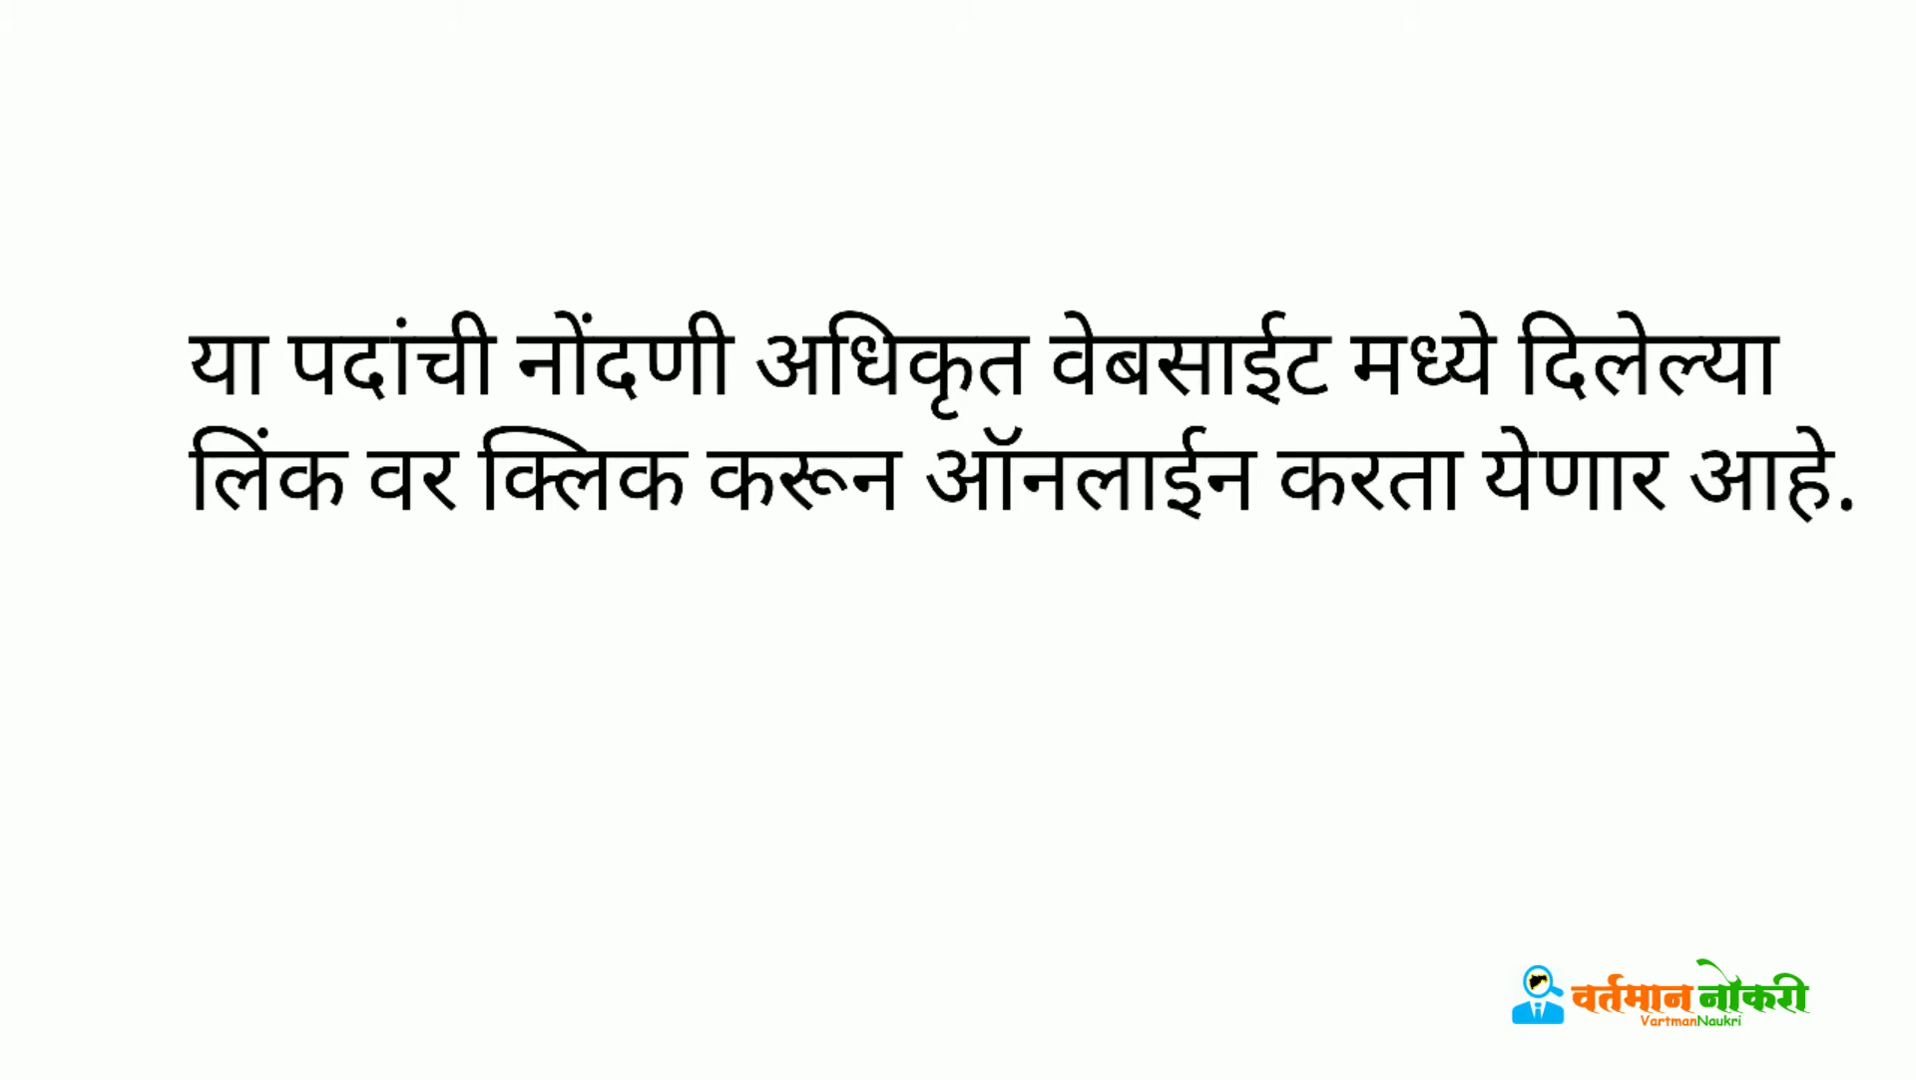 या पदांची नोंदणी अधिकृत वेबसाईट मध्ये दिलेल्या
लिंक वर क्लिक करून ऑनलाईन करता येणार आहे.
वर्तमान नोकरी
VartmanNaukri